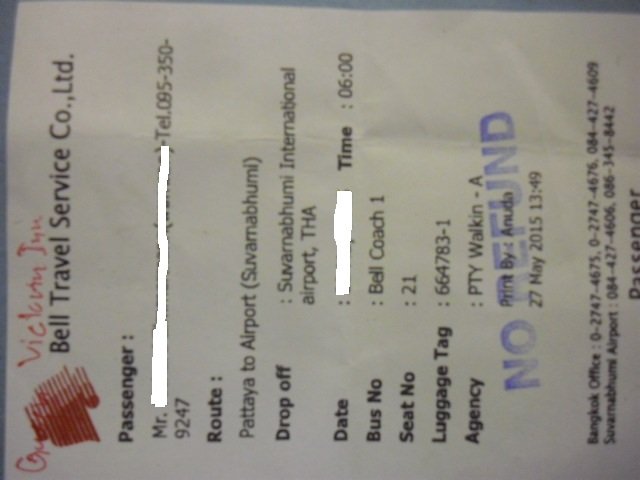 Queen Victoria Inn
Bell Travel Service Co.,Ltd.
Passenger :
Mr. -Tel.095-350-
9247
Route :
Pattaya to Airport (Suvarnabhumi)
Drop off : Suvarnabhumi International
airport, THA
Date : Time : 06:00
Bus No : Bell Coach 1
Seat No : 21
Luggage Tag : 664783-1
Agency : PTY Walkin - A
Print By : Anuda
NO REFUND
27 May 2015 13:49
Bangkok Office : 0-2747-4675, 0-2747-4676, 084-427-4609
Suvarnabhumi Airport : 084-427-4606, 086-345-8442
Passenger